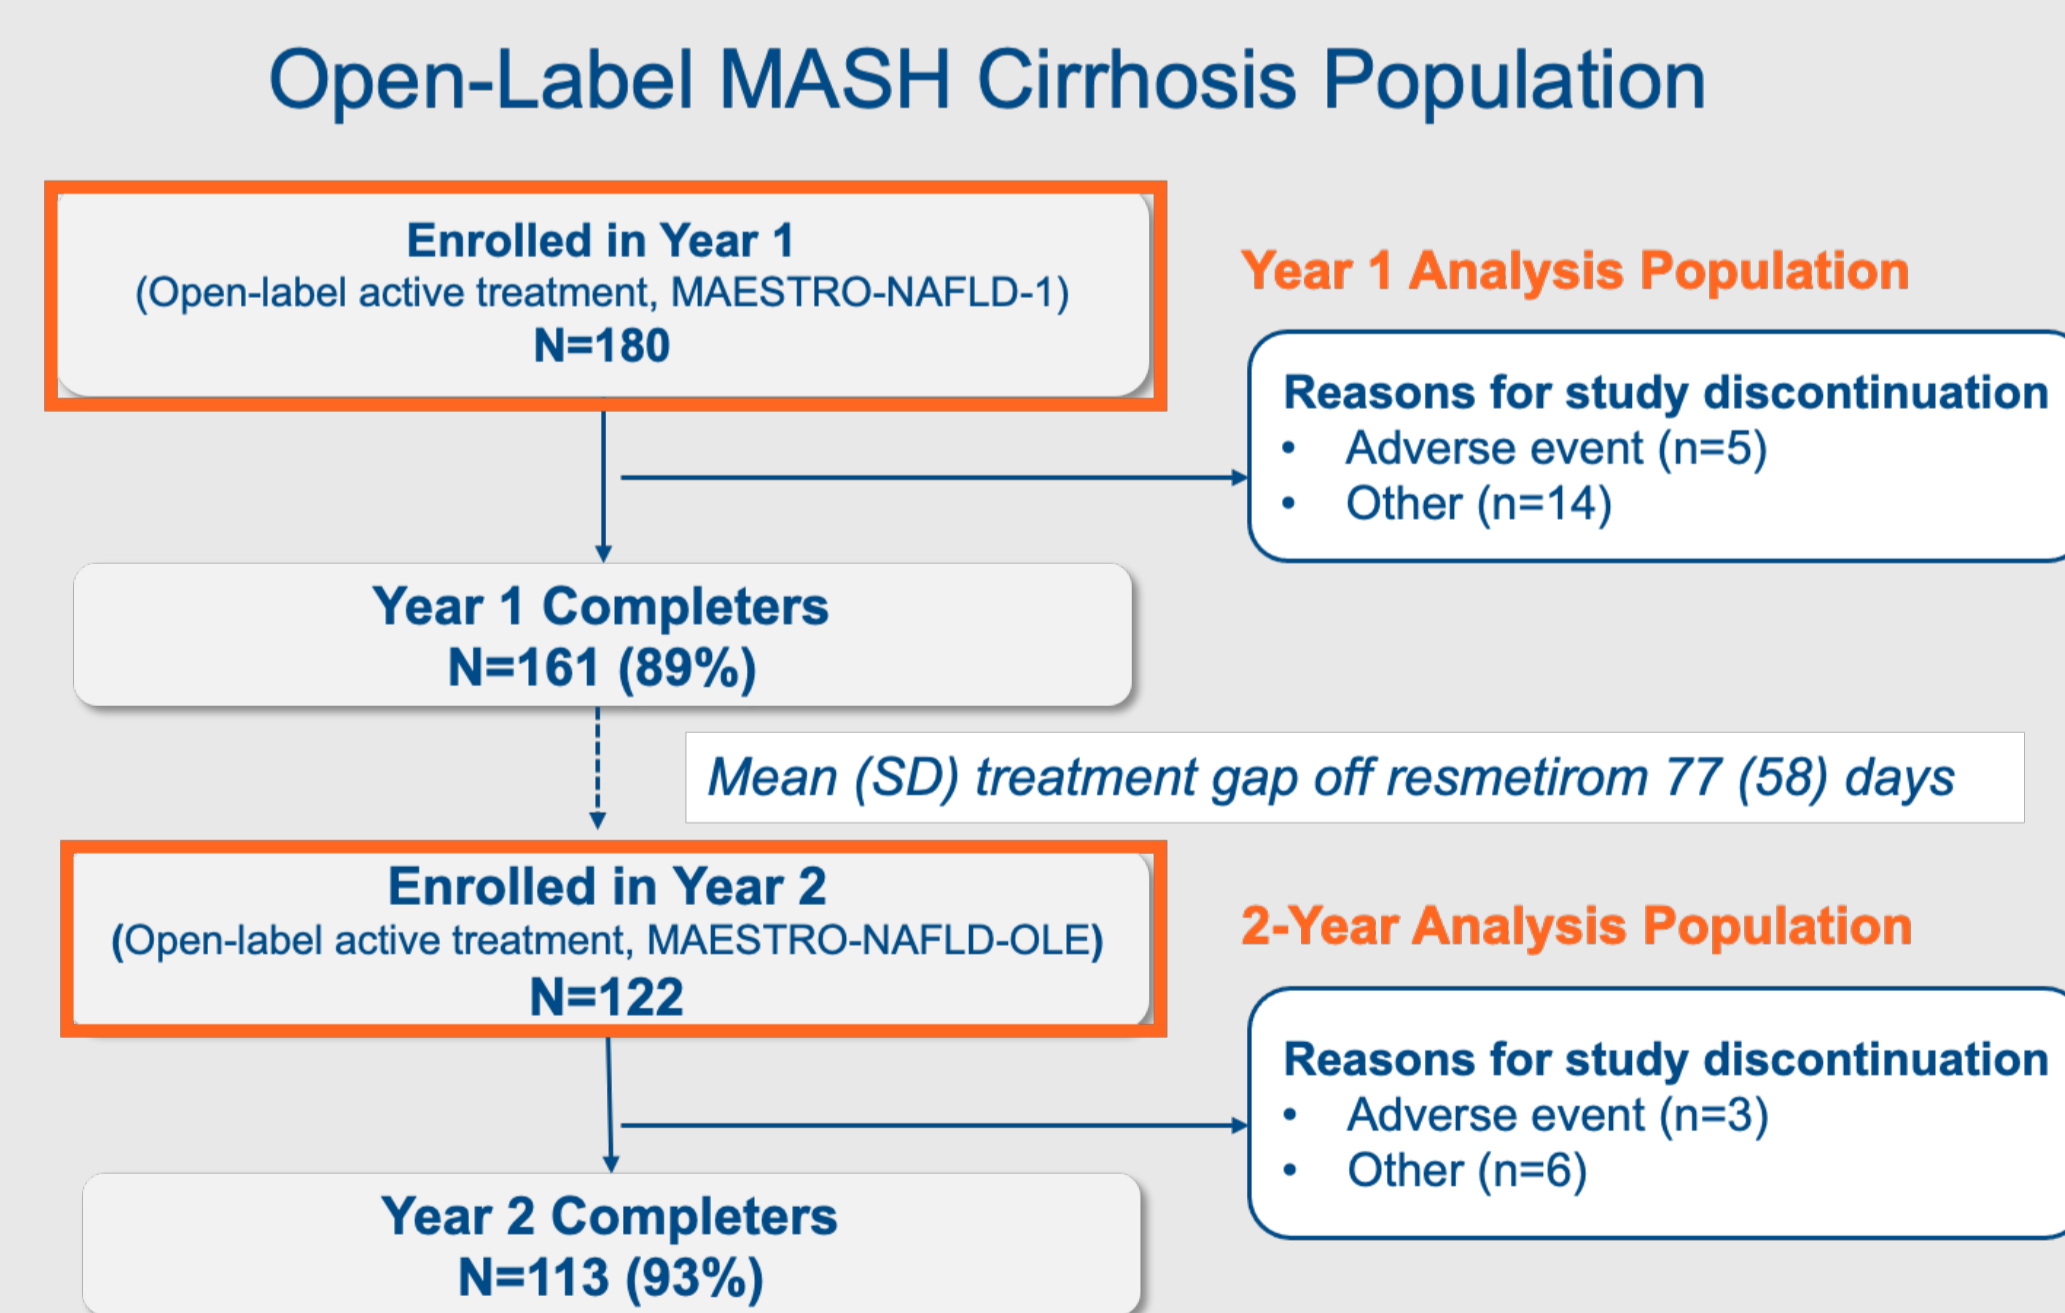 Open-Label MASH Cirrhosis Population
Enrolled in Year 1
(Open-label active treatment, MAESTRO-NAFLD-1)
N=180
Year 1 Analysis Population
Reasons for study discontinuation
• Adverse event (n=5)
• Other (n=14)
Year 1 Completers
N=161 (89%)
Mean (SD) treatment gap off resmetirom 77 (58) days
Enrolled in Year 2
(Open-label active treatment, MAESTRO-NAFLD-OLE)
N=122
2-Year Analysis Population
Reasons for study discontinuation
• Adverse event (n=3)
• Other (n=6)
Year 2 Completers
N=113 (93%)